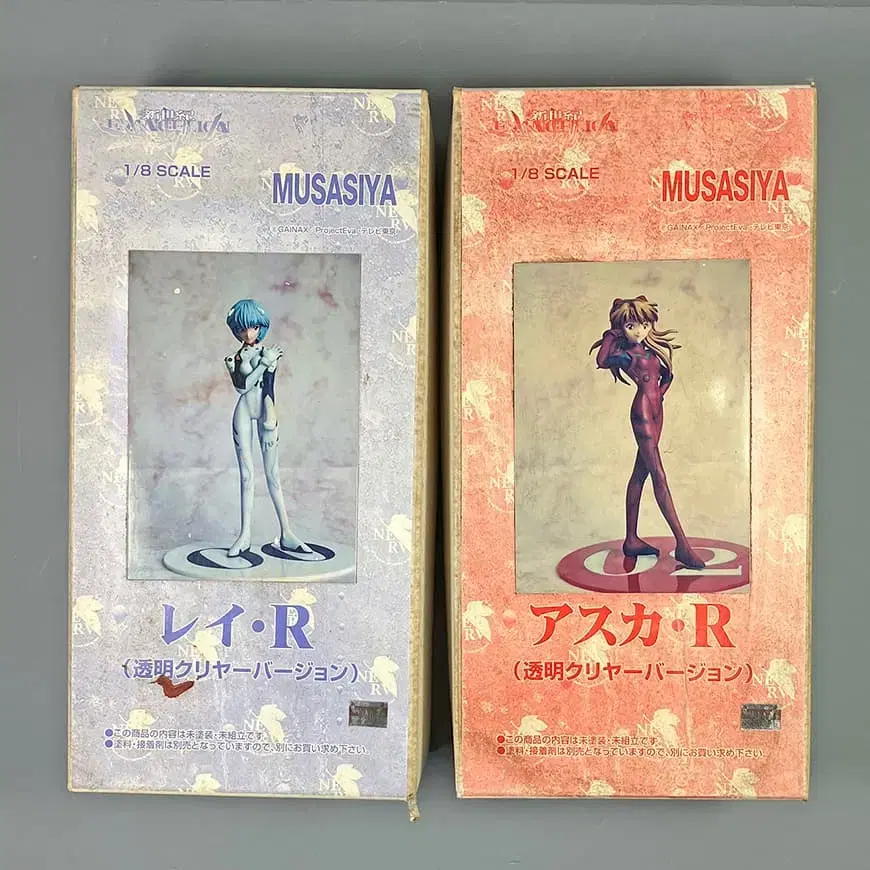 新世紀
EVANGELION
1/8 SCALE
MUSASIYA
©GAINAX ProjectEva・テレビ東京
レイ・R
(透明クリヤーバージョン)
●この商品の内容は未塗装・未組立です。
●塗料・接着剤は別売となっていますので、別にお買い求め下さい。
新世紀
EVANGELION
1/8 SCALE
MUSASIYA
©GAINAX ProjectEva・テレビ東京
02
アスカ・R
(透明クリヤーバージョン)
●この商品の内容は未塗装・未組立です。
●塗料・接着剤は別売となっていますので、別にお買い求め下さい。
NERV